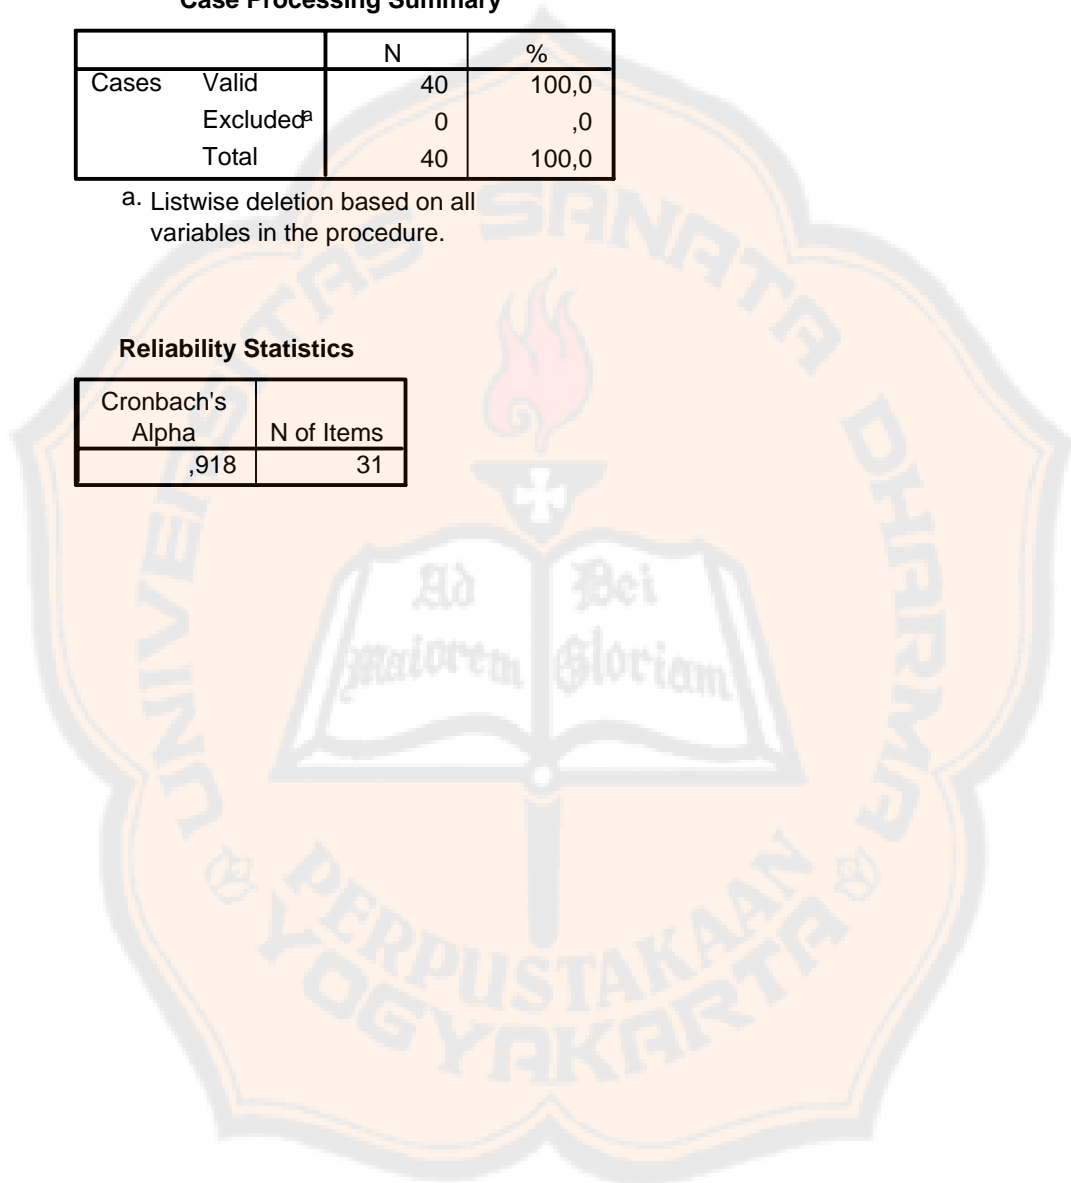 Case Processing Summary
N %
Cases Valid 40 100,0
Excludedª 0 ,0
Total 40 100,0
a. Listwise deletion based on all
variables in the procedure.
Reliability Statistics
Cronbach's
Alpha N of Items
,918 31
UNIVERSITAS SANATA DHARMA
Ad Dei
Maiorem Gloriam
PERPUSTAKAAN
YOGYAKARTA